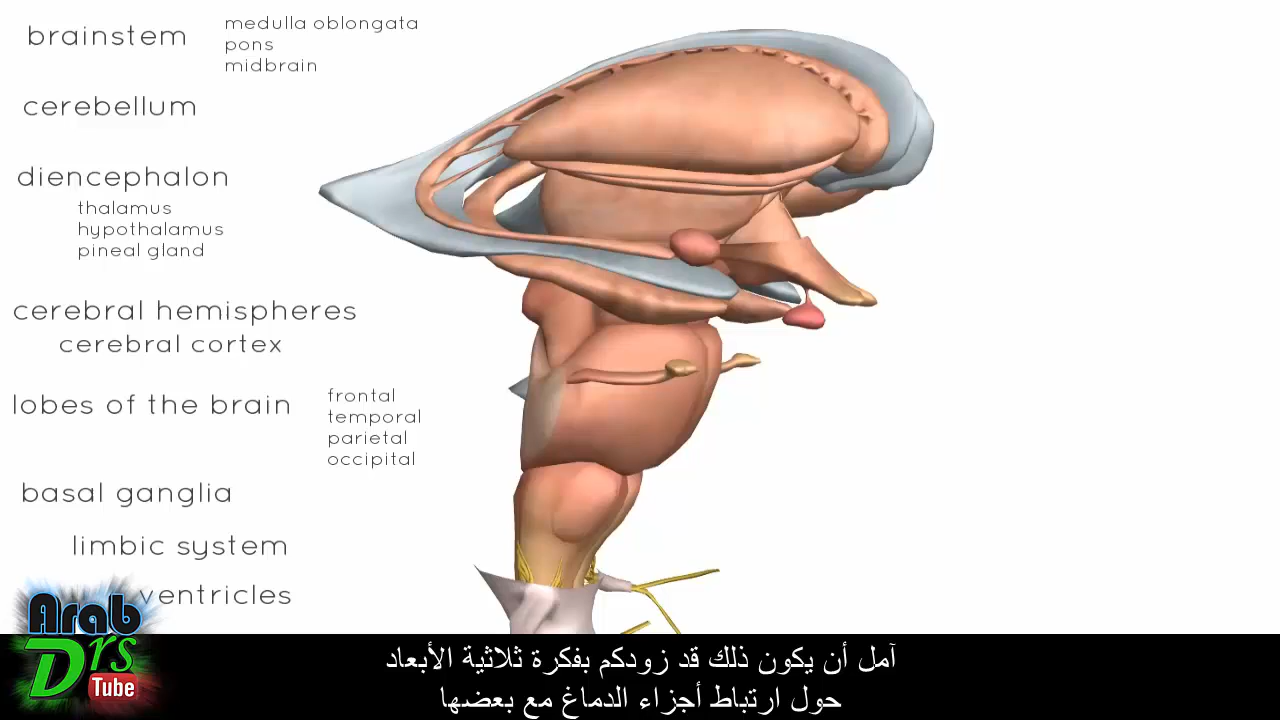 brainstem
medulla oblongata
pons
midbrain
cerebellum
diencephalon
thalamus
hypothalamus
pineal gland
cerebral hemispheres
cerebral cortex
lobes of the brain
frontal
temporal
parietal
occipital
basal ganglia
limbic system
ventricles
Arab
Drs
Tube
آمل أن يكون ذلك قد زودكم بفكرة ثلاثية الأبعاد
حول ارتباط أجزاء الدماغ مع بعضها